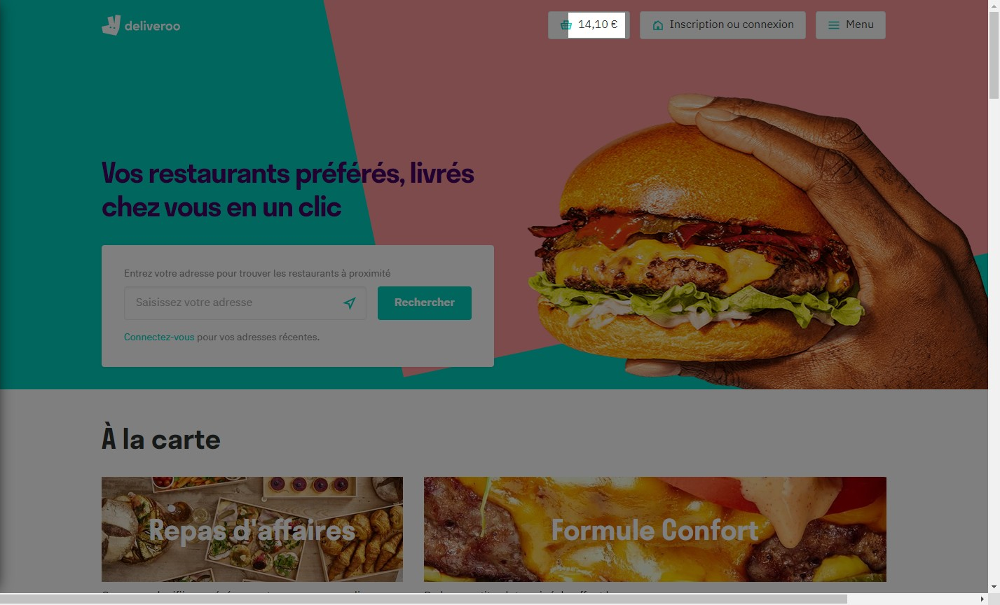 deliveroo
14,10 €
Inscription ou connexion
Menu
Vos restaurants préférés, livrés
chez vous en un clic
Entrez votre adresse pour trouver les restaurants à proximité
Saisissez votre adresse
Rechercher
Connectez-vous pour vos adresses récentes.
À la carte
Repas d'affaires
Formule Confort